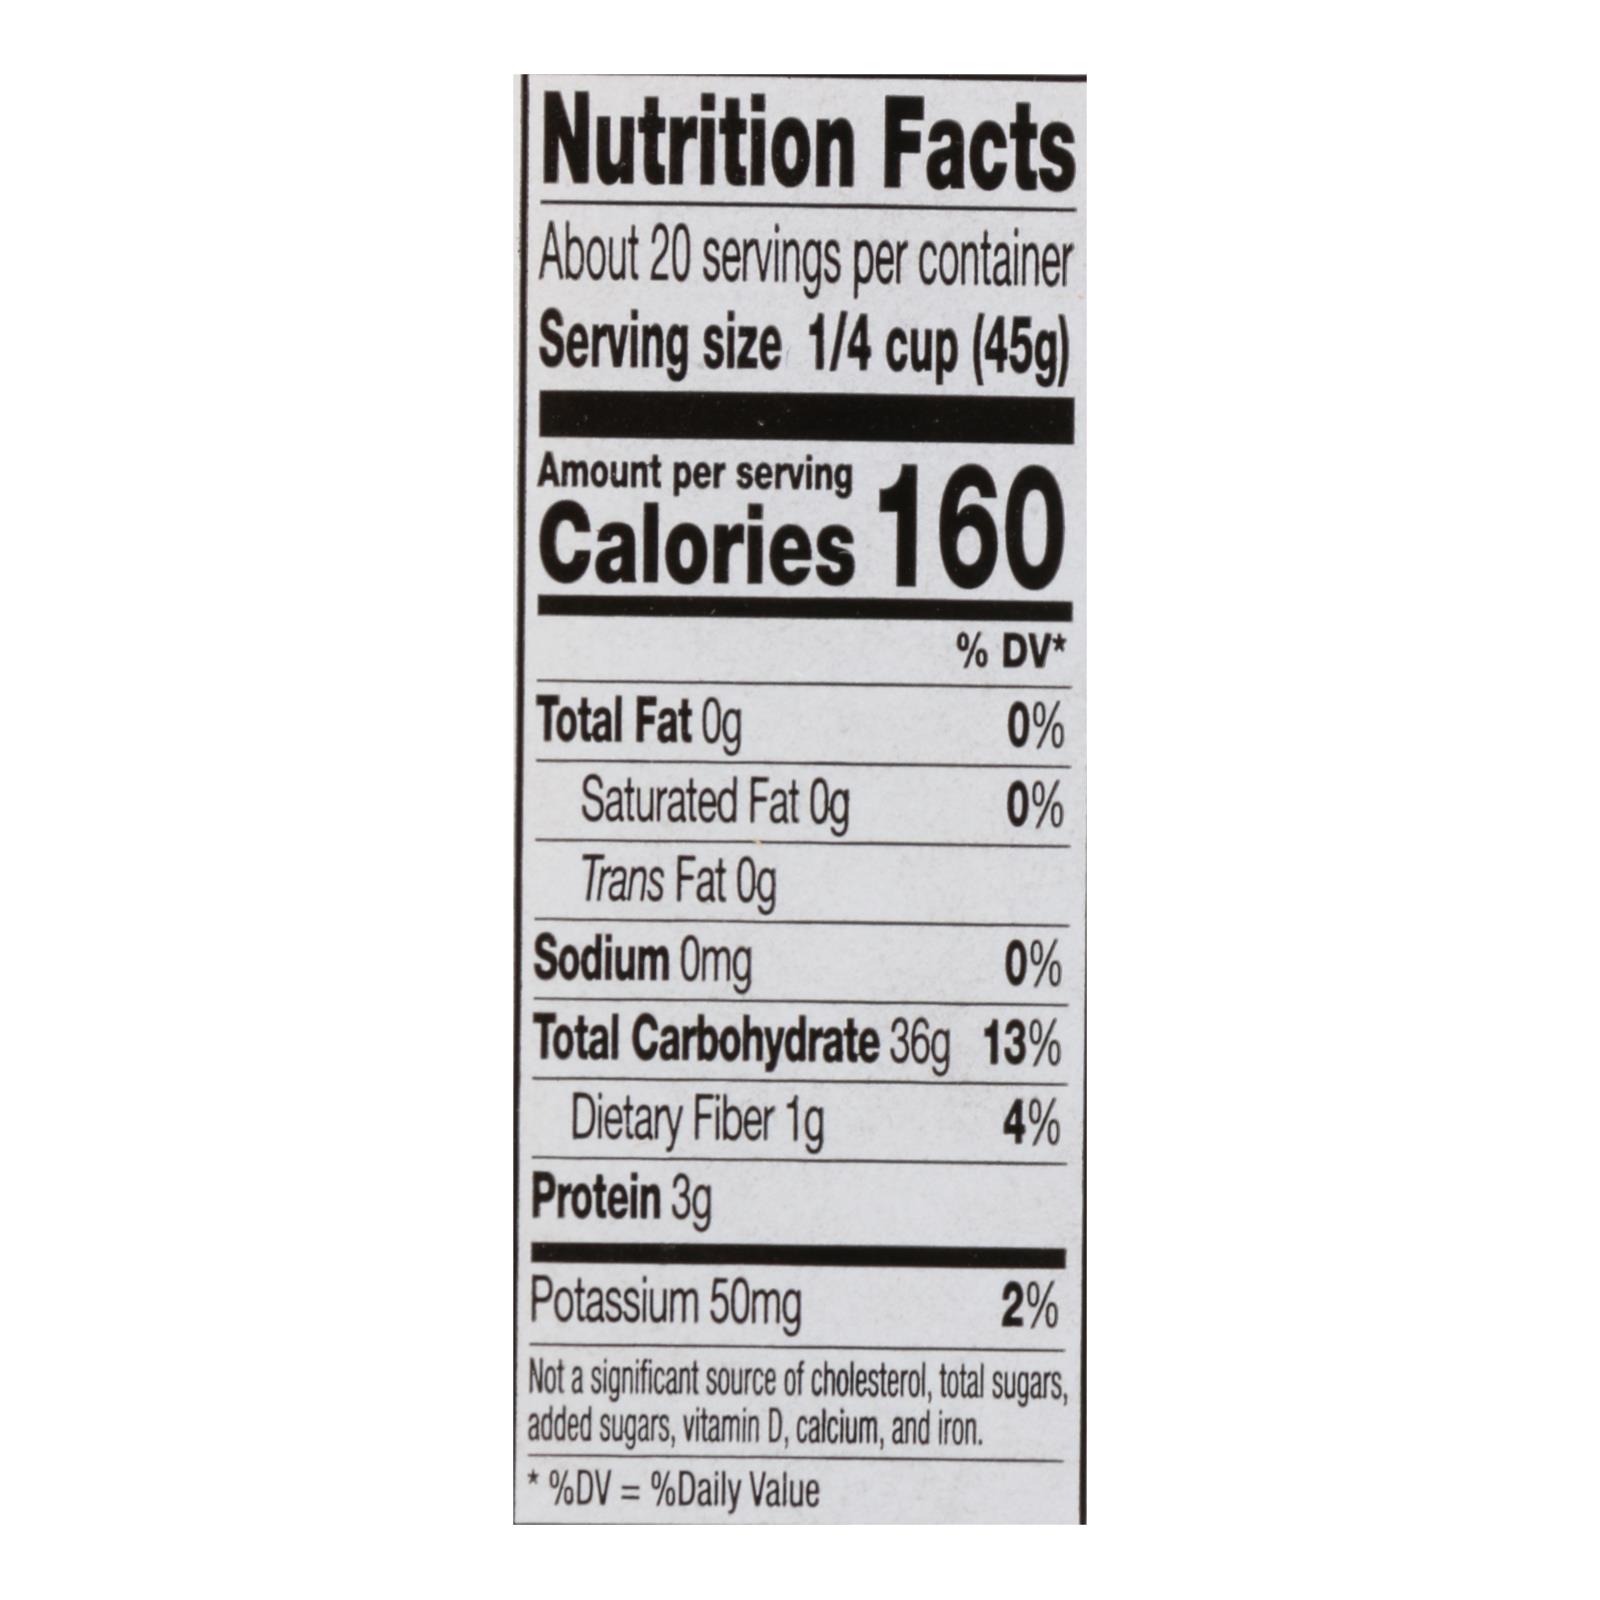 Nutrition Facts
About 20 servings per container
Serving size 1/4 cup (45g)
Amount per serving
Calories 160
% DV*
Total Fat 0g 0%
Saturated Fat 0g 0%
Trans Fat 0g
Sodium 0mg 0%
Total Carbohydrate 36g 13%
Dietary Fiber 1g 4%
Protein 3g
Potassium 50mg 2%
Not a significant source of cholesterol, total sugars,
added sugars, vitamin D, calcium, and iron.
* %DV = %Daily Value